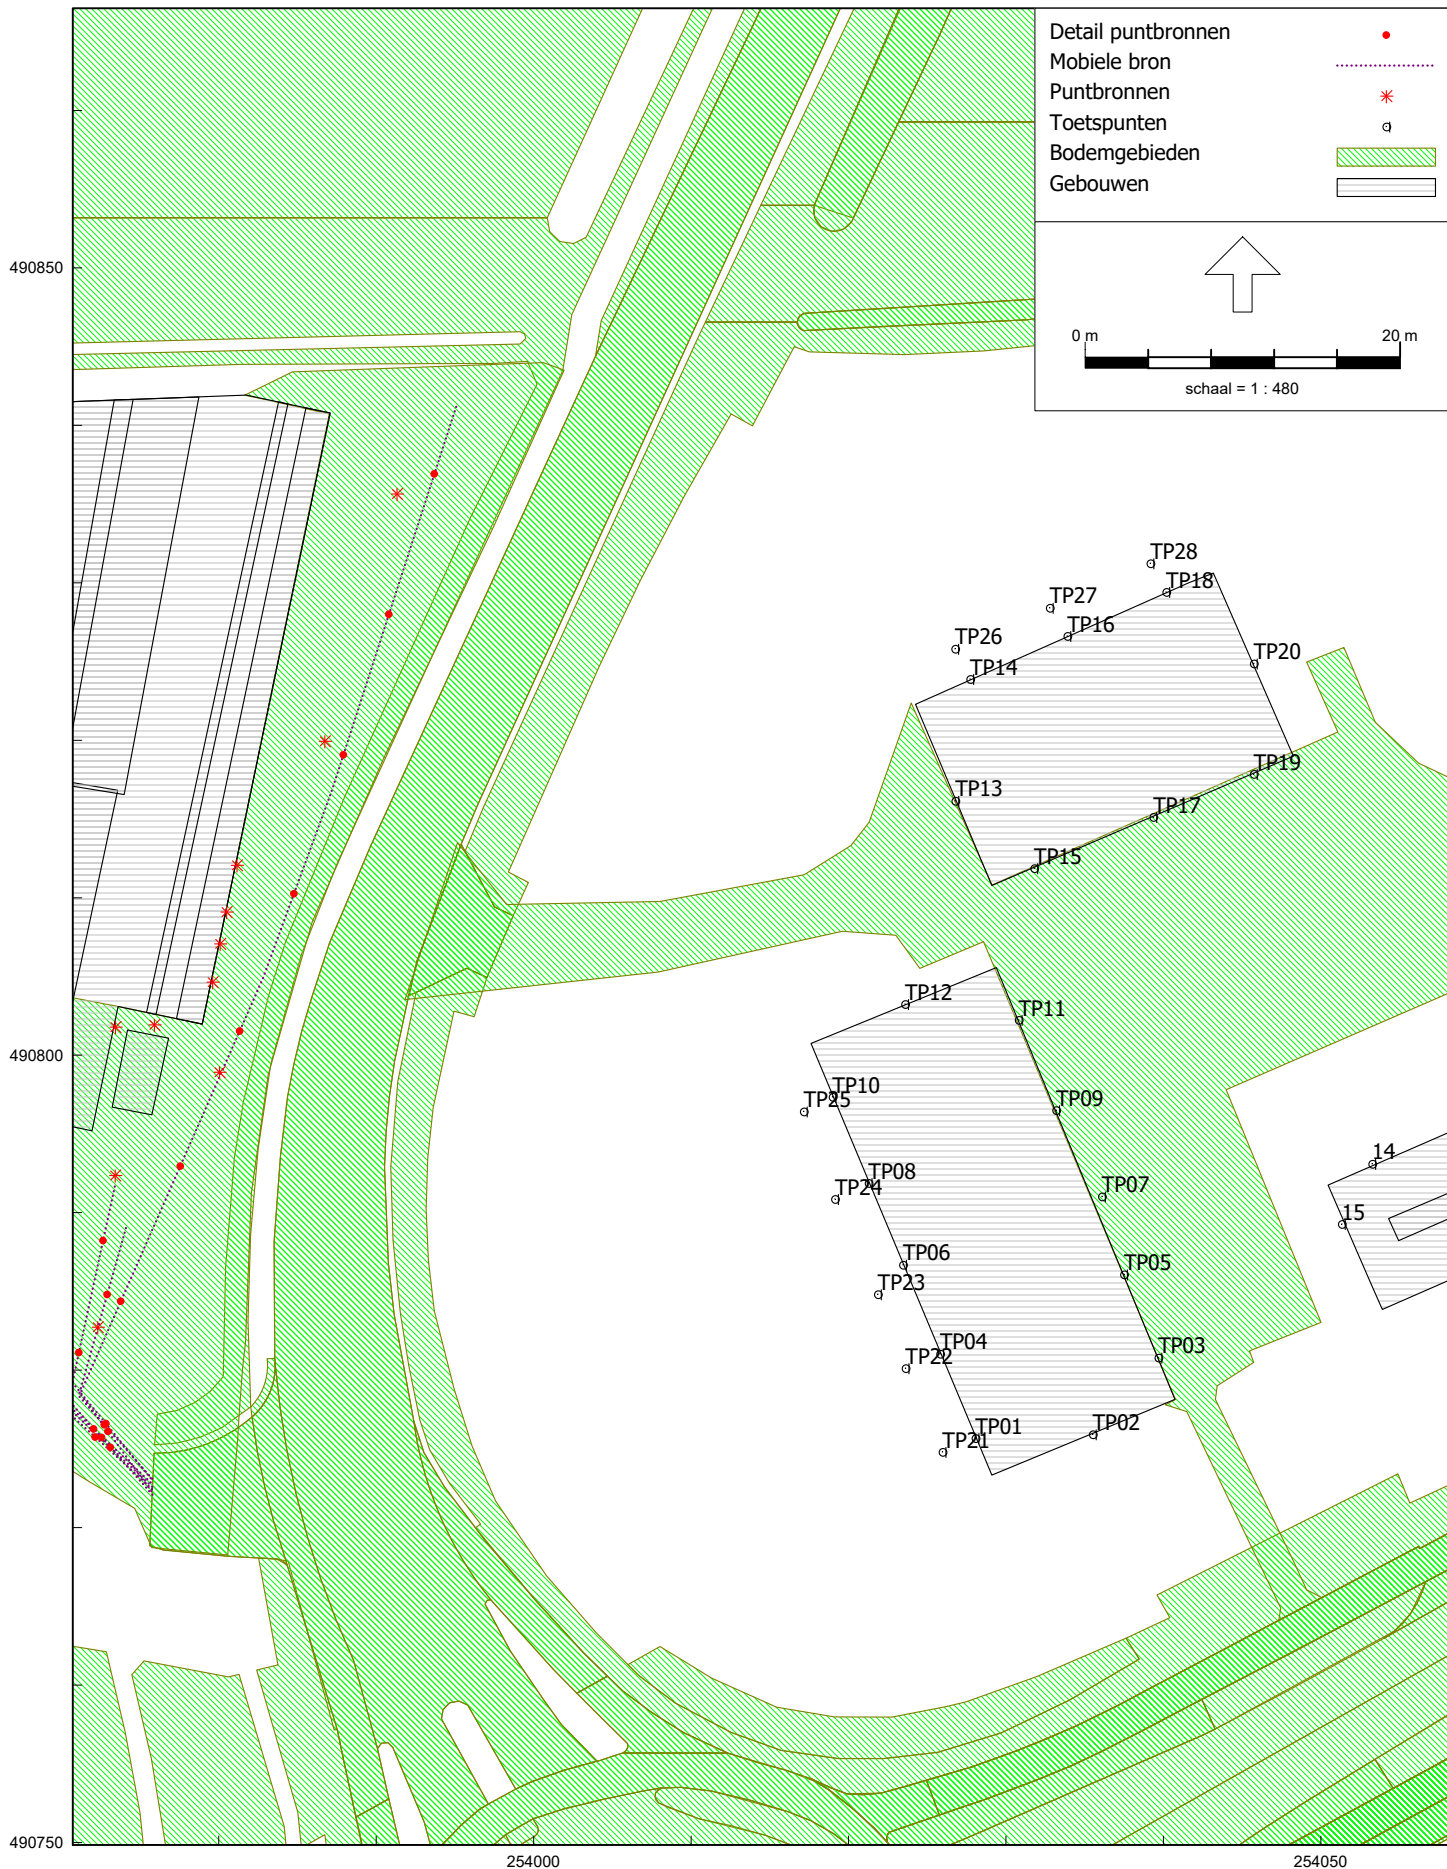 Detail puntbronnen
Mobiele bron
Puntbronnen
Toetspunten
Bodemgebieden
Gebouwen
490850
0 m 20 m
schaal = 1 : 480
TP28
TP18
TP27
TP16
TP26
TP20
TP14
TP19
TP13
TP17
TP15
TP12
TP11
490800
TP10
TP25
TP09
14
TP08
TP24
TP07
15
TP06
TP05
TP23
TP04
TP03
TP22
TP01
TP02
TP21
490750
254000 254050